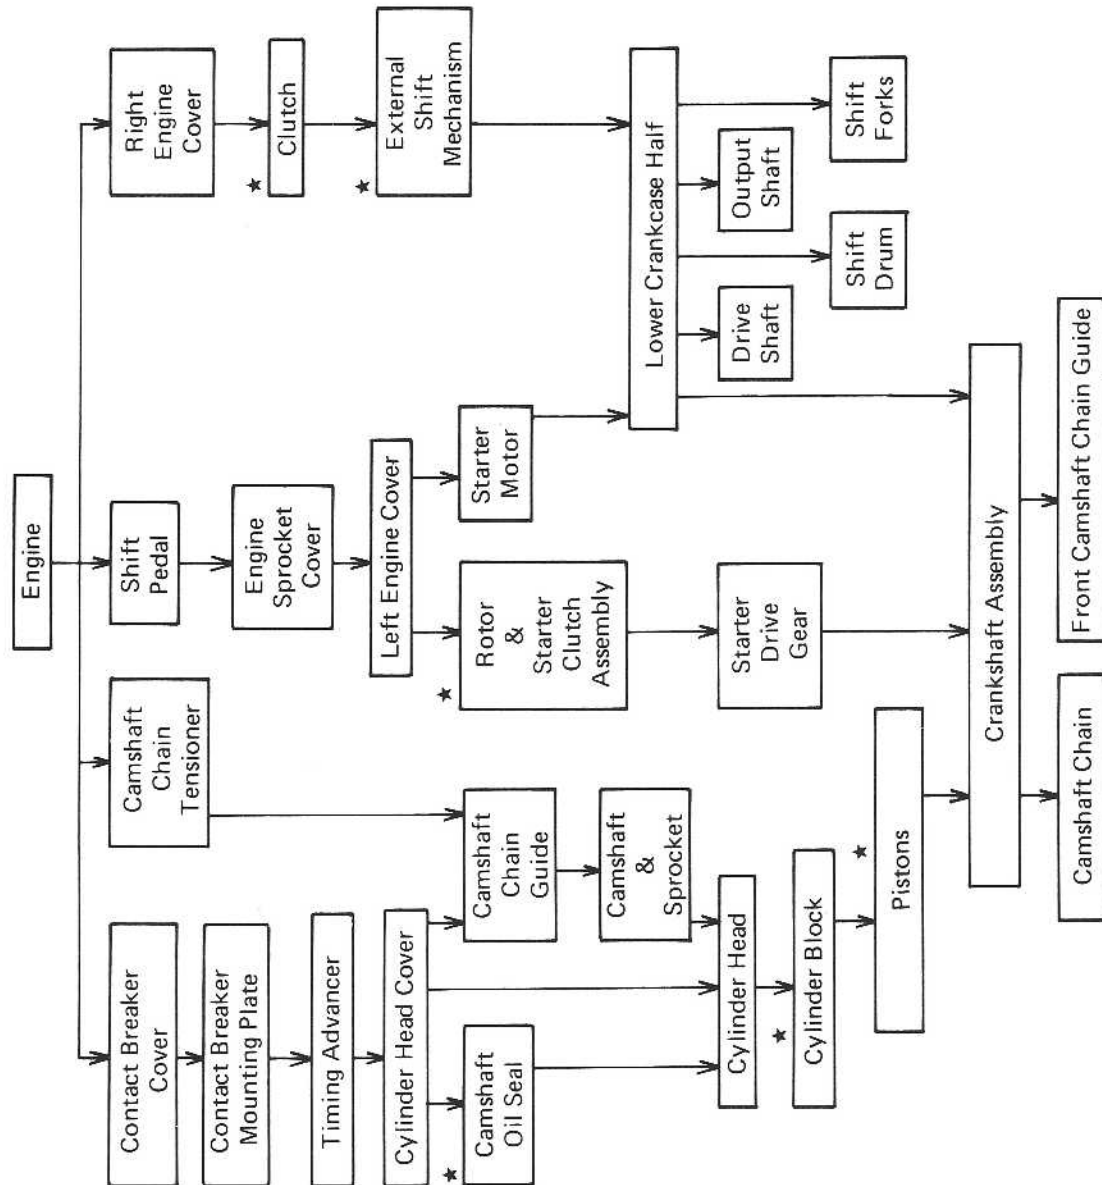 Engine
Contact Breaker
Cover
Camshaft
Chain
Tensioner
Shift
Pedal
Right
Engine
Cover
Contact Breaker
Mounting Plate
Engine
Sprocket
Cover
★
Clutch
Timing Advancer
Cylinder Head Cover
Left Engine Cover
★
External
Shift
Mechanism
★
Camshaft
Oil Seal
Camshaft
Chain
Guide
★
Rotor
&
Starter
Clutch
Assembly
Starter
Motor
Camshaft
&
Sprocket
Lower Crankcase Half
Cylinder Head
Starter
Drive
Gear
Drive
Shaft
Output
Shaft
★
Cylinder Block
Shift
Drum
Shift
Forks
★
Pistons
Crankshaft Assembly
Camshaft Chain
Front Camshaft Chain Guide